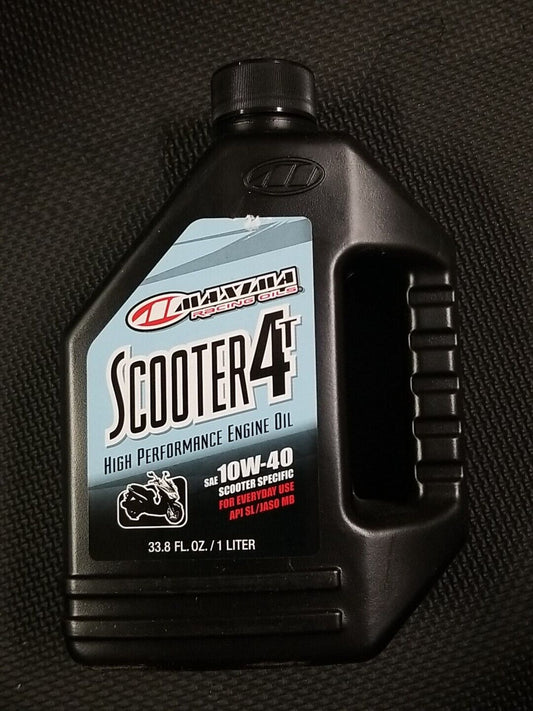 MAXIMA
RACING OILS
SCOOTER 4T
HIGH PERFORMANCE ENGINE OIL
SAE 10W-40
SCOOTER SPECIFIC
FOR EVERYDAY USE
API SL/JASO MB
33.8 FL. OZ. / 1 LITER